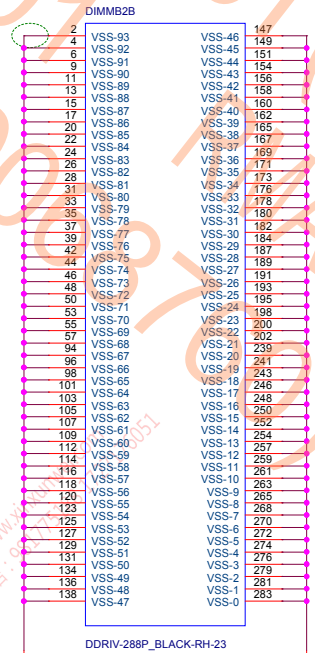 DIMMB2B
2 VSS-93 VSS-46 147
4 VSS-92 VSS-45 149
6 VSS-91 VSS-44 151
9 VSS-90 VSS-43 154
11 VSS-89 VSS-42 156
13 VSS-88 VSS-41 158
15 VSS-87 VSS-40 160
17 VSS-86 VSS-39 162
20 VSS-85 VSS-38 165
22 VSS-84 VSS-37 167
24 VSS-83 VSS-36 169
26 VSS-82 VSS-35 171
28 VSS-81 VSS-34 173
31 VSS-80 VSS-33 176
33 VSS-79 VSS-32 178
35 VSS-78 VSS-31 180
37 VSS-77 VSS-30 182
39 VSS-76 VSS-29 184
42 VSS-75 VSS-28 187
44 VSS-74 VSS-27 189
46 VSS-73 VSS-26 191
48 VSS-72 VSS-25 193
50 VSS-71 VSS-24 195
53 VSS-70 VSS-23 198
55 VSS-69 VSS-22 200
57 VSS-68 VSS-21 202
94 VSS-67 VSS-20 239
96 VSS-66 VSS-19 241
98 VSS-65 VSS-18 243
101 VSS-64 VSS-17 246
103 VSS-63 VSS-16 248
105 VSS-62 VSS-15 250
107 VSS-61 VSS-14 252
109 VSS-60 VSS-13 254
112 VSS-59 VSS-12 257
114 VSS-58 VSS-11 259
116 VSS-57 VSS-10 261
118 VSS-56 VSS-9 263
120 VSS-55 VSS-8 265
123 VSS-54 VSS-7 268
125 VSS-53 VSS-6 270
127 VSS-52 VSS-5 272
129 VSS-51 VSS-4 274
131 VSS-50 VSS-3 276
134 VSS-49 VSS-2 279
136 VSS-48 VSS-1 281
138 VSS-47 VSS-0 283
DDRIV-288P_BLACK-RH-23